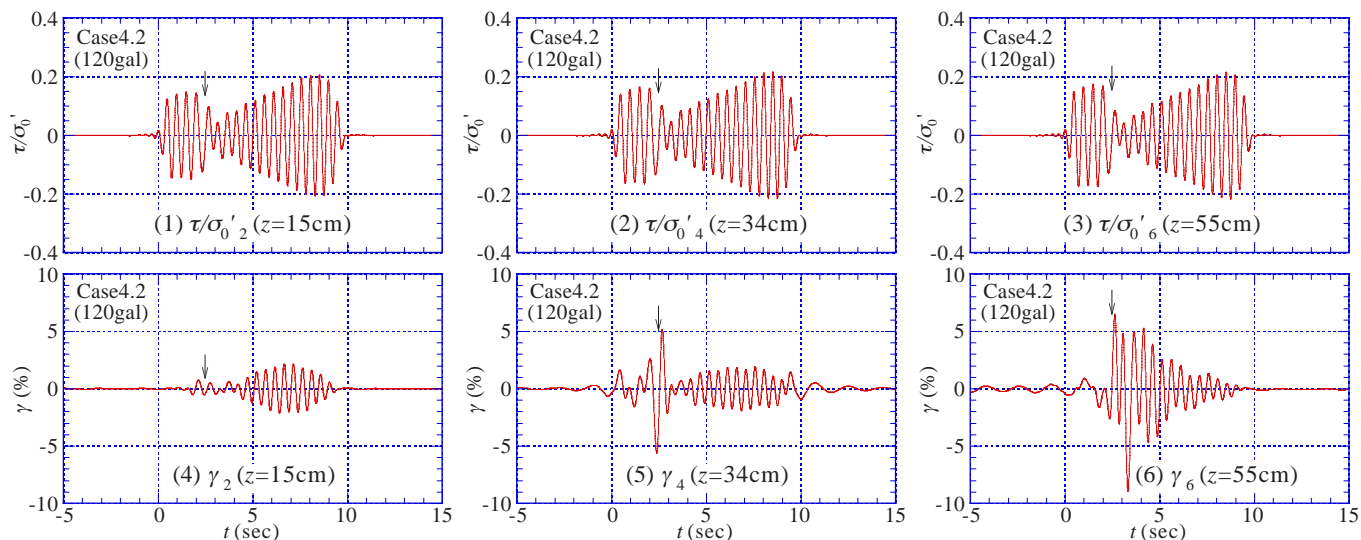 0.4
0.2
0
-0.2
-0.4
τ/σ0'
Case4.2
(120gal)
(1) τ/σ0'2 (z=15cm)
0.4
0.2
0
-0.2
-0.4
τ/σ0'
Case4.2
(120gal)
(2) τ/σ0'4 (z=34cm)
0.4
0.2
0
-0.2
-0.4
τ/σ0'
Case4.2
(120gal)
(3) τ/σ0'6 (z=55cm)
10
5
0
-5
-10
γ (%)
Case4.2
(120gal)
(4) γ2 (z=15cm)
-5 0 5 10 15
t (sec)
10
5
0
-5
-10
γ (%)
Case4.2
(120gal)
(5) γ4 (z=34cm)
-5 0 5 10 15
t (sec)
10
5
0
-5
-10
γ (%)
Case4.2
(120gal)
(6) γ6 (z=55cm)
-5 0 5 10 15
t (sec)